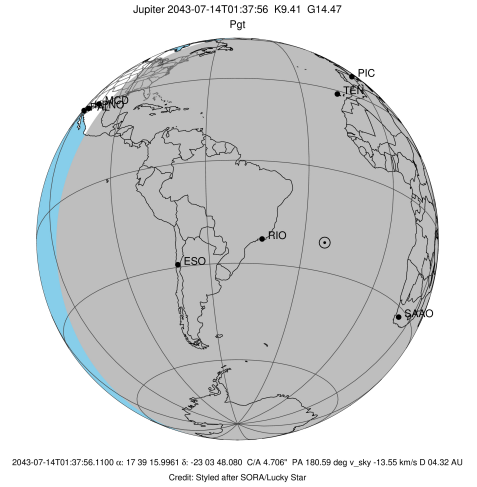 Jupiter 2043-07-14T01:37:56 K9.41 G14.47
Pgt
PIC
TEN
MCD
RIO
ESO
SAAO
2043-07-14T01:37:56.1100 α: 17 39 15.9961 δ: -23 03 48.080 C/A 4.706" PA 180.59 deg v_sky -13.55 km/s D 04.32 AU
Credit: Styled after SORA/Lucky Star